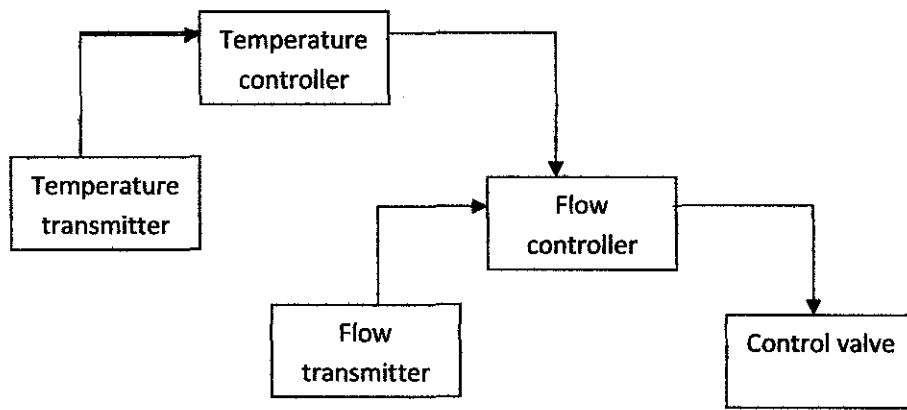 Temperature
controller
Temperature
transmitter
Flow
controller
Flow
transmitter
Control valve